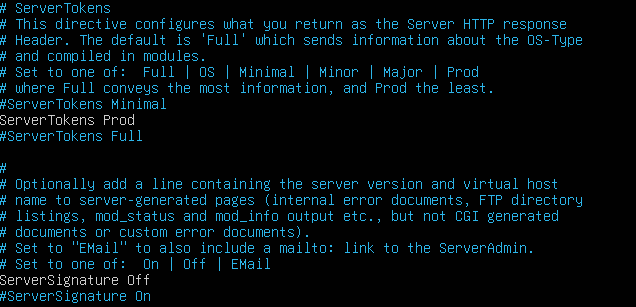 # ServerTokens
# This directive configures what you return as the Server HTTP response
# Header. The default is 'Full' which sends information about the OS-Type
# and compiled in modules.
# Set to one of:  Full | OS | Minimal | Minor | Major | Prod
# where Full conveys the most information, and Prod the least.
#ServerTokens Minimal
ServerTokens Prod
#ServerTokens Full
#
# Optionally add a line containing the server version and virtual host
# name to server-generated pages (internal error documents, FTP directory
# listings, mod_status and mod_info output etc., but not CGI generated
# documents or custom error documents).
# Set to "EMail" to also include a mailto: link to the ServerAdmin.
# Set to one of:  On | Off | EMail
ServerSignature Off
#ServerSignature On